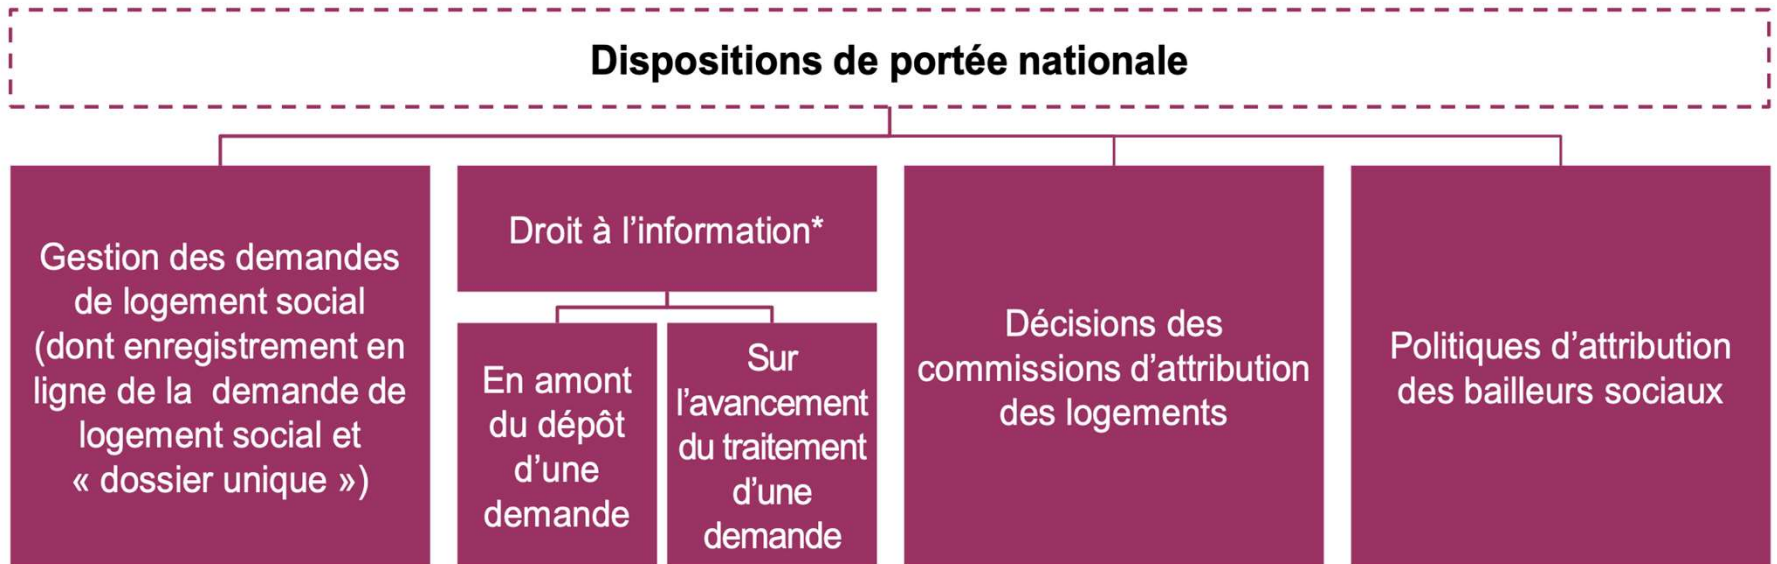 Dispositions de portée nationale
Gestion des demandes
de logement social
(dont enregistrement en
ligne de la  demande de
logement social et
« dossier unique »)
Droit à l’information*
En amont
du dépôt
d’une
demande
Sur
l’avancement
du traitement
d’une
demande
Décisions des
commissions d’attribution
des logements
Politiques d’attribution
des bailleurs sociaux